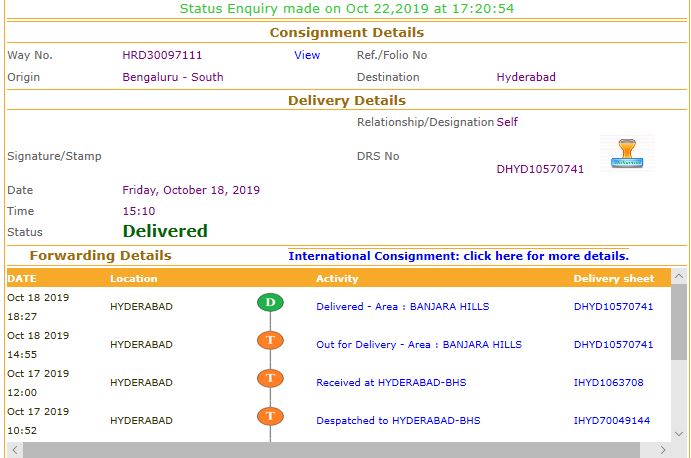 Status Enquiry made on Oct 22,2019 at 17:20:54
Consignment Details
Way No. HRD30097111 View Ref./Folio No
Origin Bengaluru - South Destination Hyderabad
Delivery Details
Relationship/Designation Self
Signature/Stamp DRS No DHYD10570741
Date Friday, October 18, 2019
Time 15:10
Status Delivered
Forwarding Details International Consignment: click here for more details.
DATE Location Activity Delivery sheet
Oct 18 2019
18:27 HYDERABAD D Delivered - Area : BANJARA HILLS DHYD10570741
Oct 18 2019
14:55 HYDERABAD T Out for Delivery - Area : BANJARA HILLS DHYD10570741
Oct 17 2019
12:00 HYDERABAD T Received at HYDERABAD-BHS IHYD1063708
Oct 17 2019
10:52 HYDERABAD T Despatched to HYDERABAD-BHS IHYD70049144